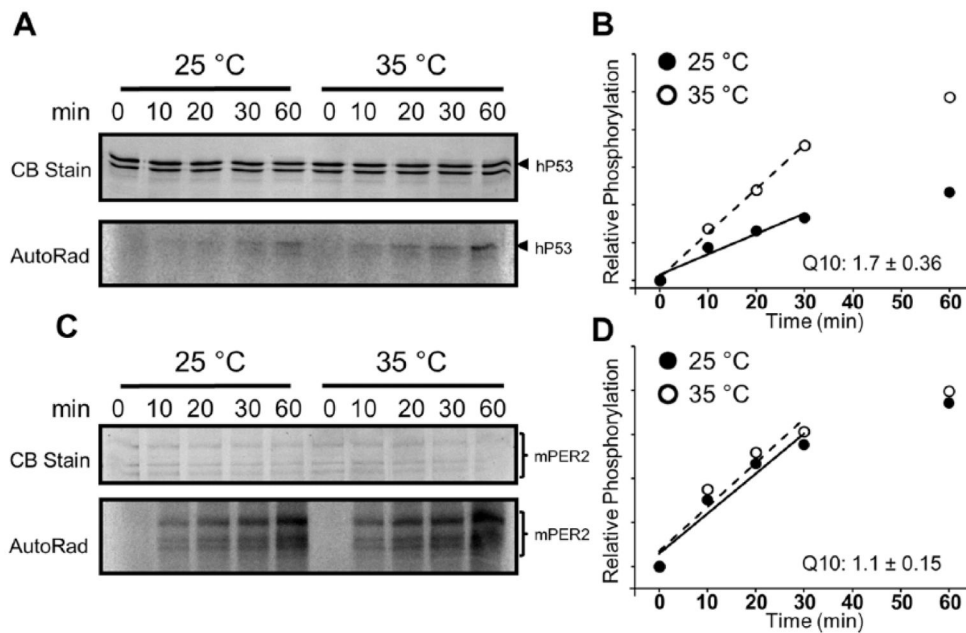 A
25 °C 35 °C
min 0 10 20 30 60 0 10 20 30 60
CB Stain hP53
AutoRad hP53
B
25 °C
35 °C
Relative Phosphorylation
Q10: 1.7 ± 0.36
0 10 20 30 40 50 60
Time (min)
C
25 °C 35 °C
min 0 10 20 30 60 0 10 20 30 60
CB Stain mPER2
AutoRad mPER2
D
25 °C
35 °C
Relative Phosphorylation
Q10: 1.1 ± 0.15
0 10 20 30 40 50 60
Time (min)